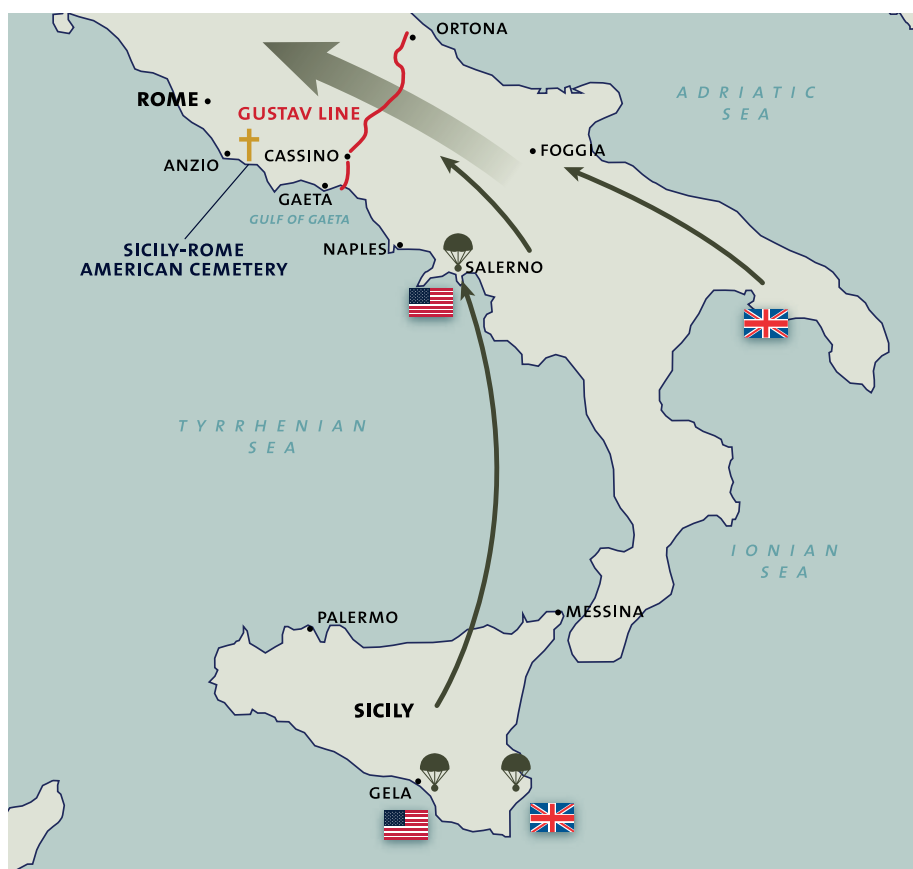 ORTONA
ADRIATIC
SEA
ROME
GUSTAV LINE
ANZIO
CASSINO
FOGGIA
GAETA
GULF OF GAETA
SICILY-ROME
AMERICAN CEMETERY
NAPLES
SALERNO
TYRRHENIAN
SEA
IONIAN
SEA
PALERMO
MESSINA
SICILY
GELA